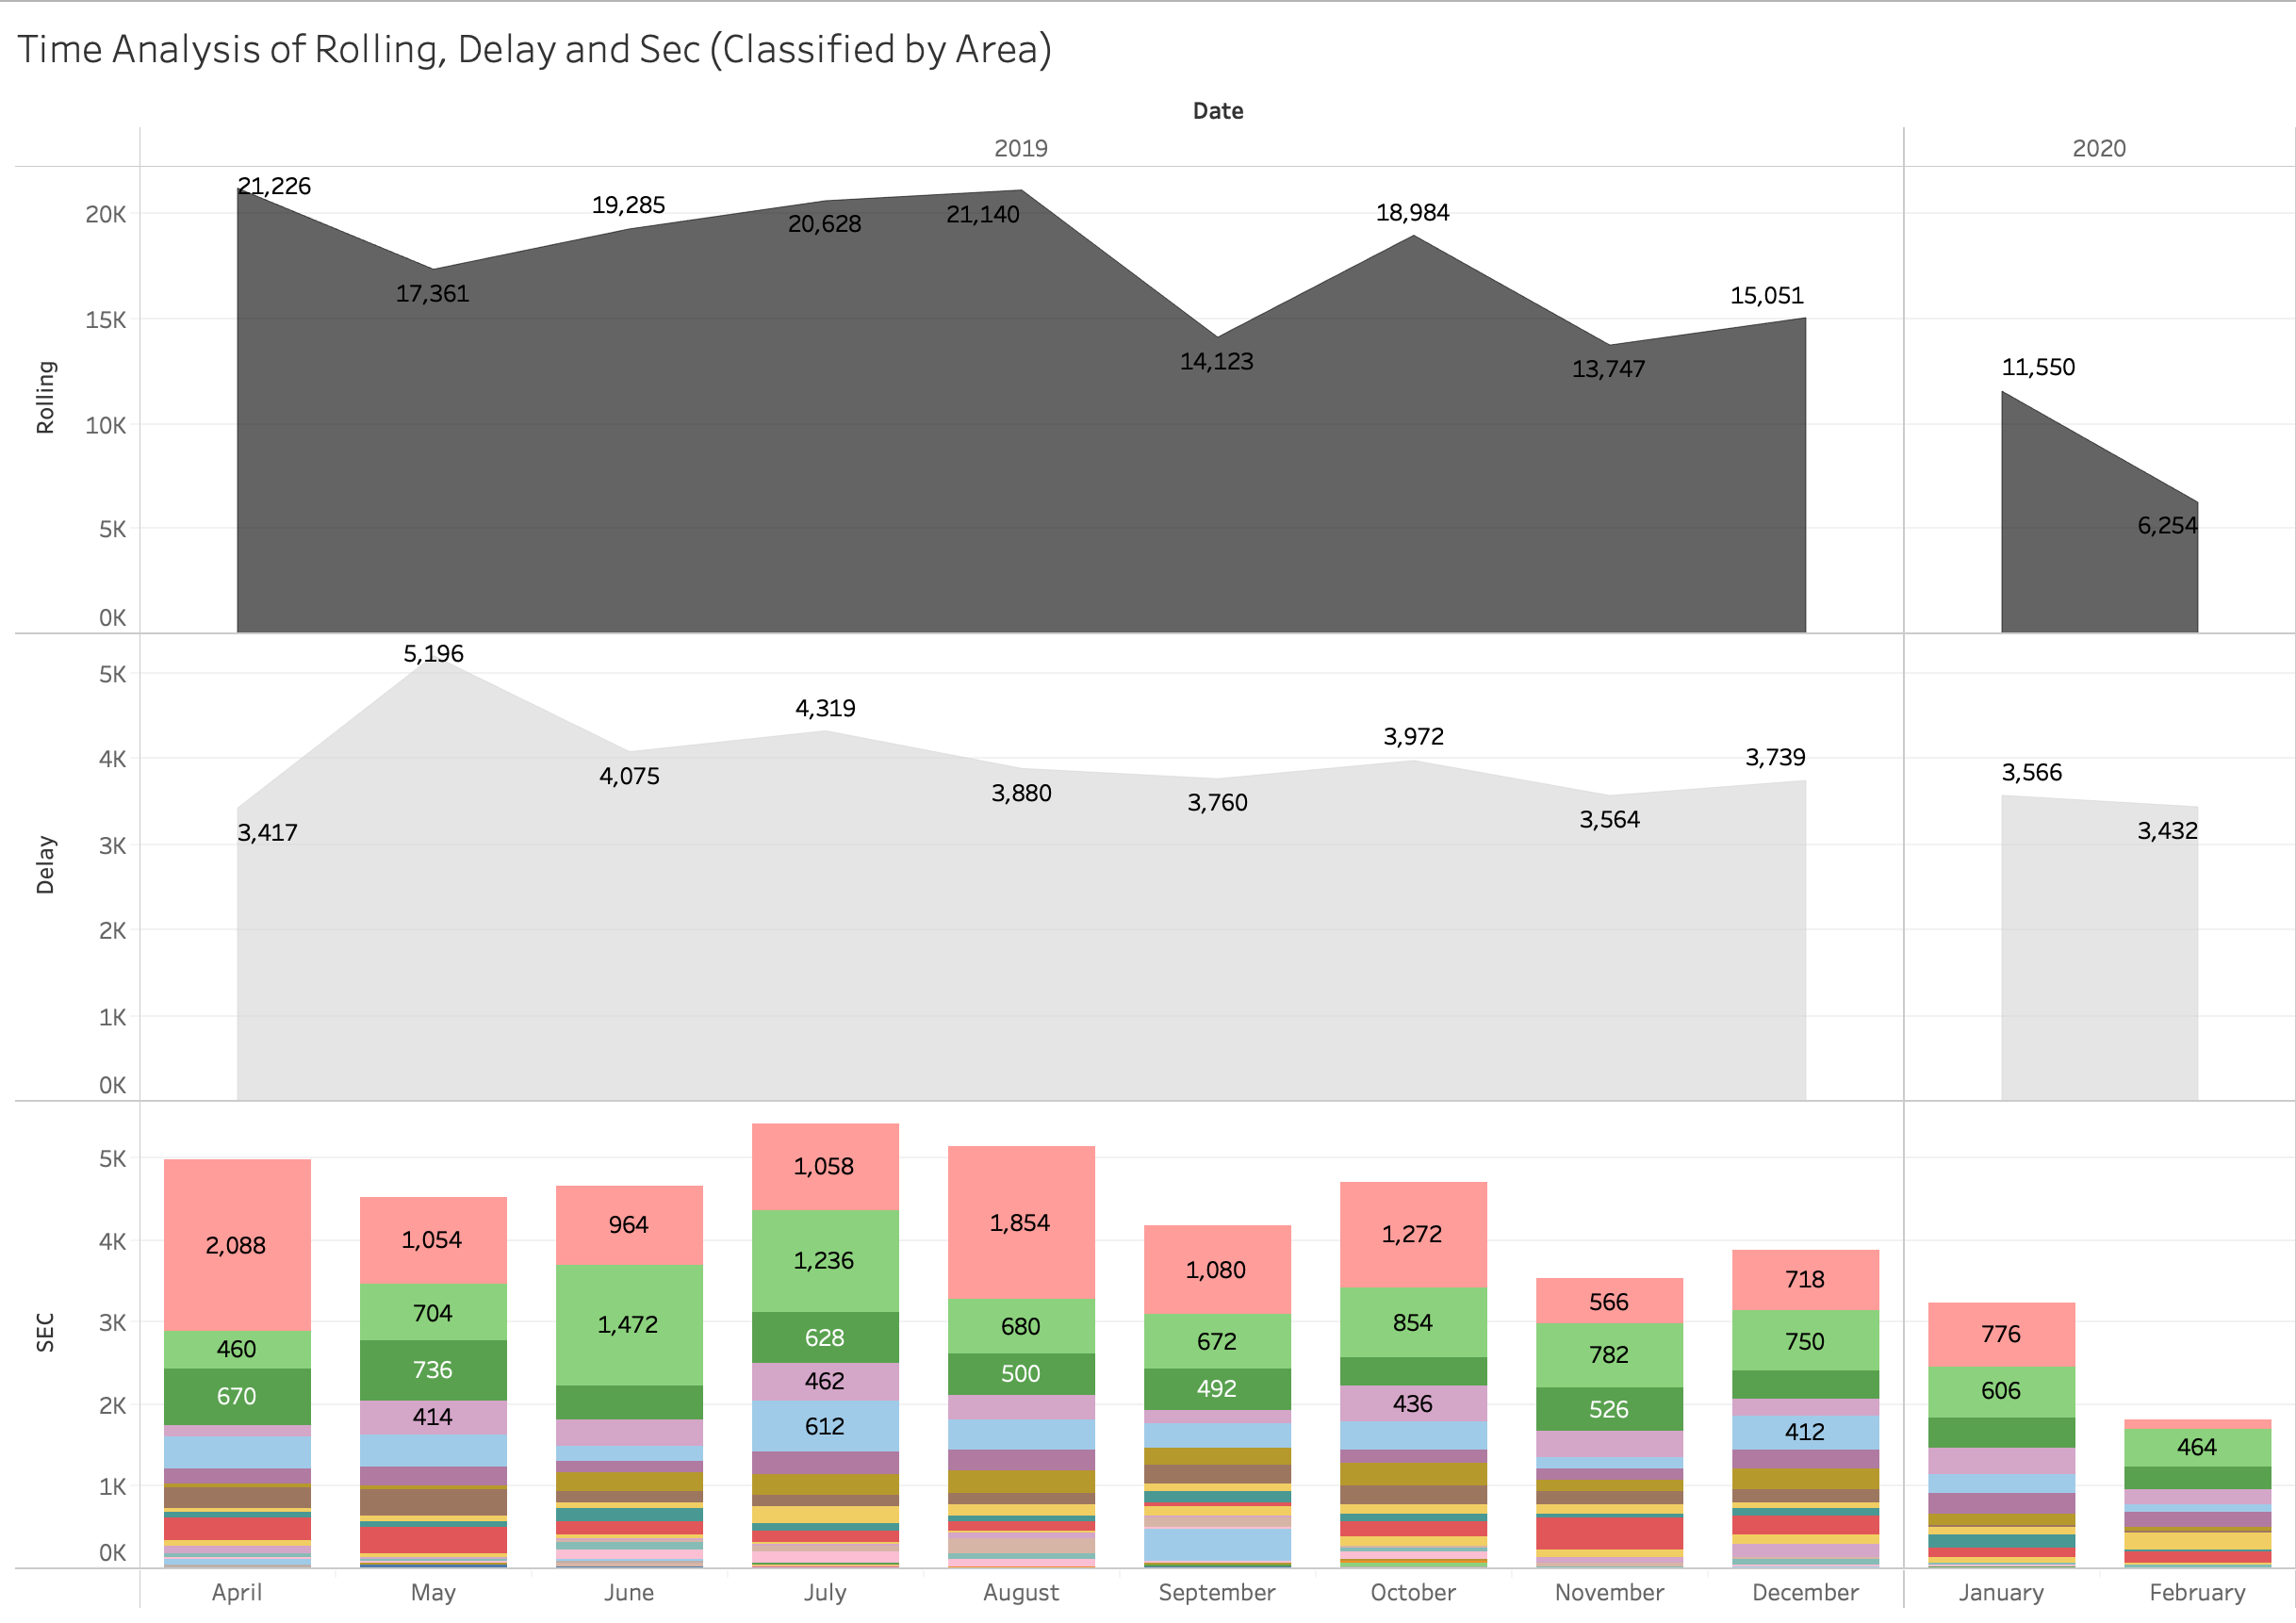 Time Analysis of Rolling, Delay and Sec (Classified by Area)
Date
2019 2020
Rolling
20K
15K
10K
5K
0K
21,226 17,361 19,285 20,628 21,140 14,123 18,984 13,747 15,051 11,550 6,254
Delay
5K
4K
3K
2K
1K
0K
3,417 5,196 4,075 4,319 3,880 3,760 3,972 3,564 3,739 3,566 3,432
SEC
5K
4K
3K
2K
1K
0K
2,088 460 670
1,054 704 736 414
964 1,472
1,058 1,236 628 462 612
1,854 680 500
1,080 672 492
1,272 854 436
566 782 526
718 750 412
776 606
464
April May June July August September October November December January February